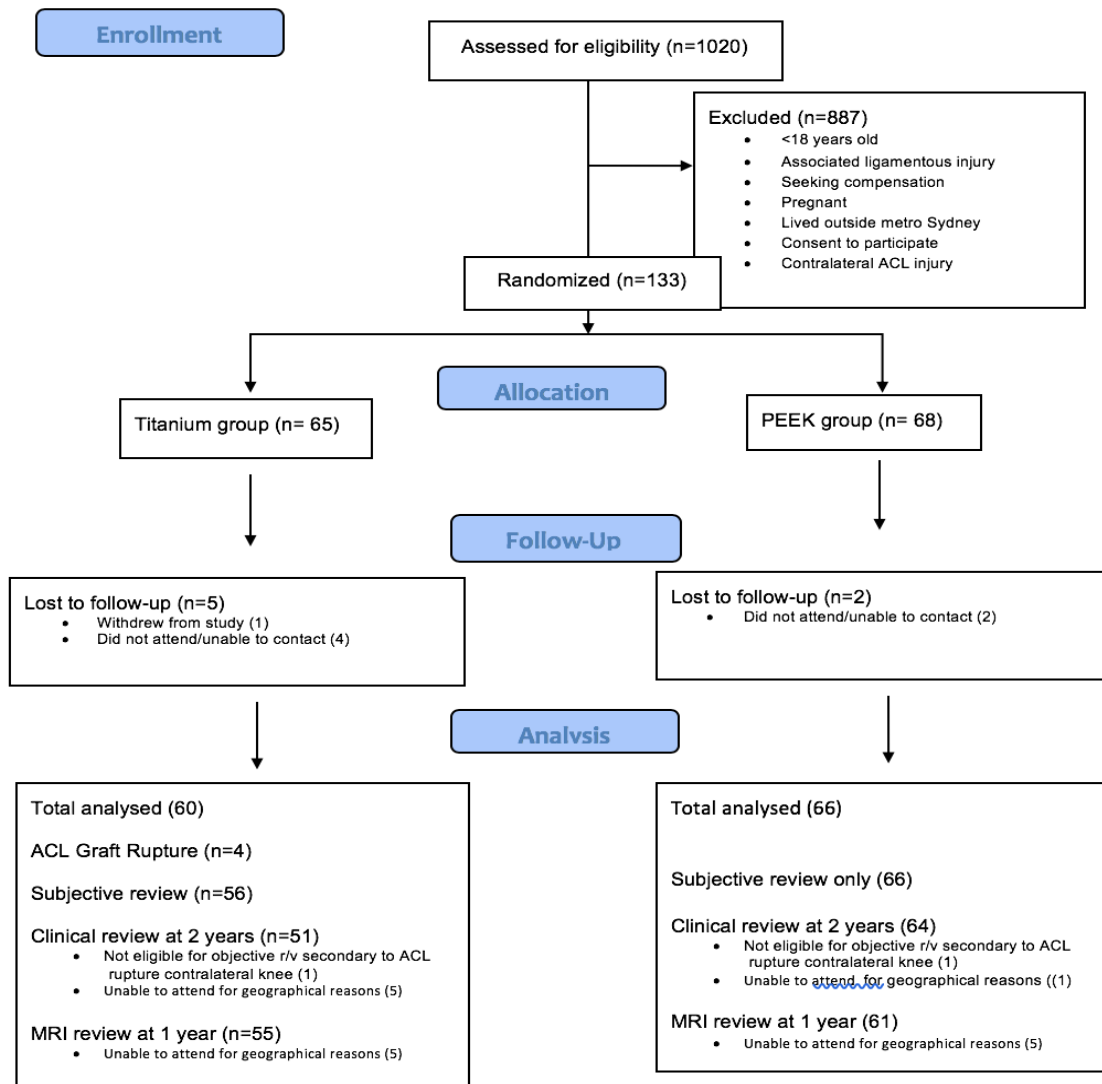 Enrollment
Assessed for eligibility (n=1020)
Excluded (n=887)
• <18 years old
• Associated ligamentous injury
• Seeking compensation
• Pregnant
• Lived outside metro Sydney
• Consent to participate
• Contralateral ACL injury
Randomized (n=133)
Allocation
Titanium group (n= 65)
PEEK group (n= 68)
Follow-Up
Lost to follow-up (n=5)
• Withdrew from study (1)
• Did not attend/unable to contact (4)
Lost to follow-up (n=2)
• Did not attend/unable to contact (2)
Analysis
Total analysed (60)
ACL Graft Rupture (n=4)
Subjective review (n=56)
Clinical review at 2 years (n=51)
• Not eligible for objective r/v secondary to ACL
rupture contralateral knee (1)
• Unable to attend for geographical reasons (5)
MRI review at 1 year (n=55)
• Unable to attend for geographical reasons (5)
Total analysed (66)
Subjective review only (66)
Clinical review at 2 years (64)
• Not eligible for objective r/v secondary to ACL
rupture contralateral knee (1)
• Unable to attend for geographical reasons ((1)
MRI review at 1 year (61)
• Unable to attend for geographical reasons (5)